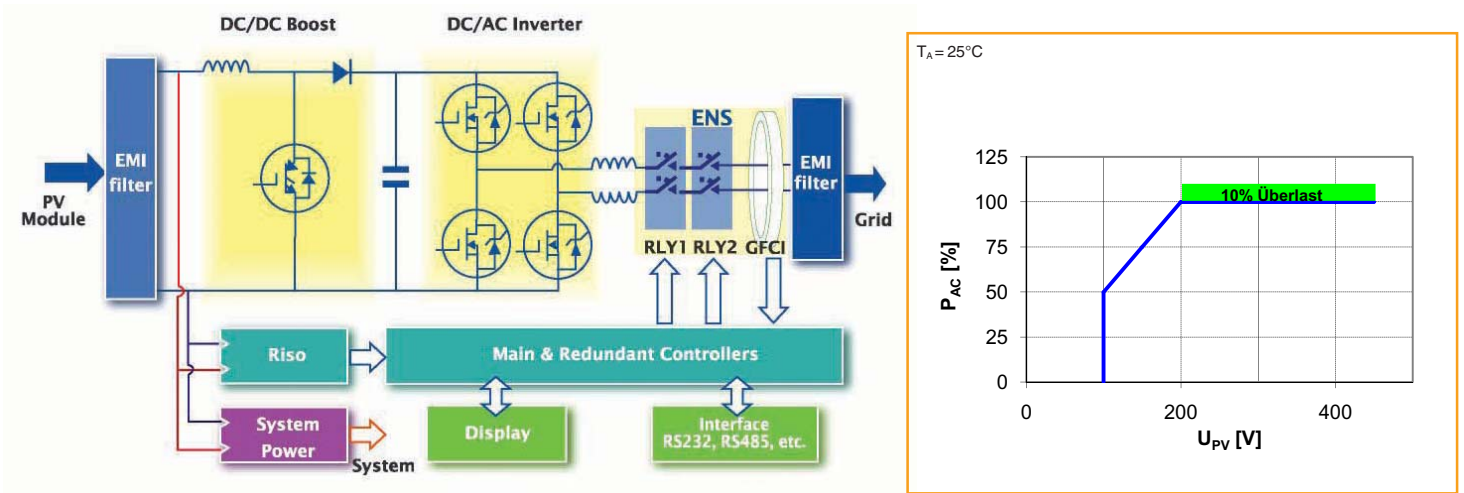 DC/DC Boost
DC/AC Inverter
EMI
filter
PV
Module
ENS
RLY1
RLY2
GFCI
EMI
filter
Grid
Riso
Main & Redundant Controllers
System
Power
System
Display
Interface
RS232, RS485, etc.
TA = 25°C
PAC [%]
125
100
75
50
25
0
10% Überlast
0
200
400
UPV [V]